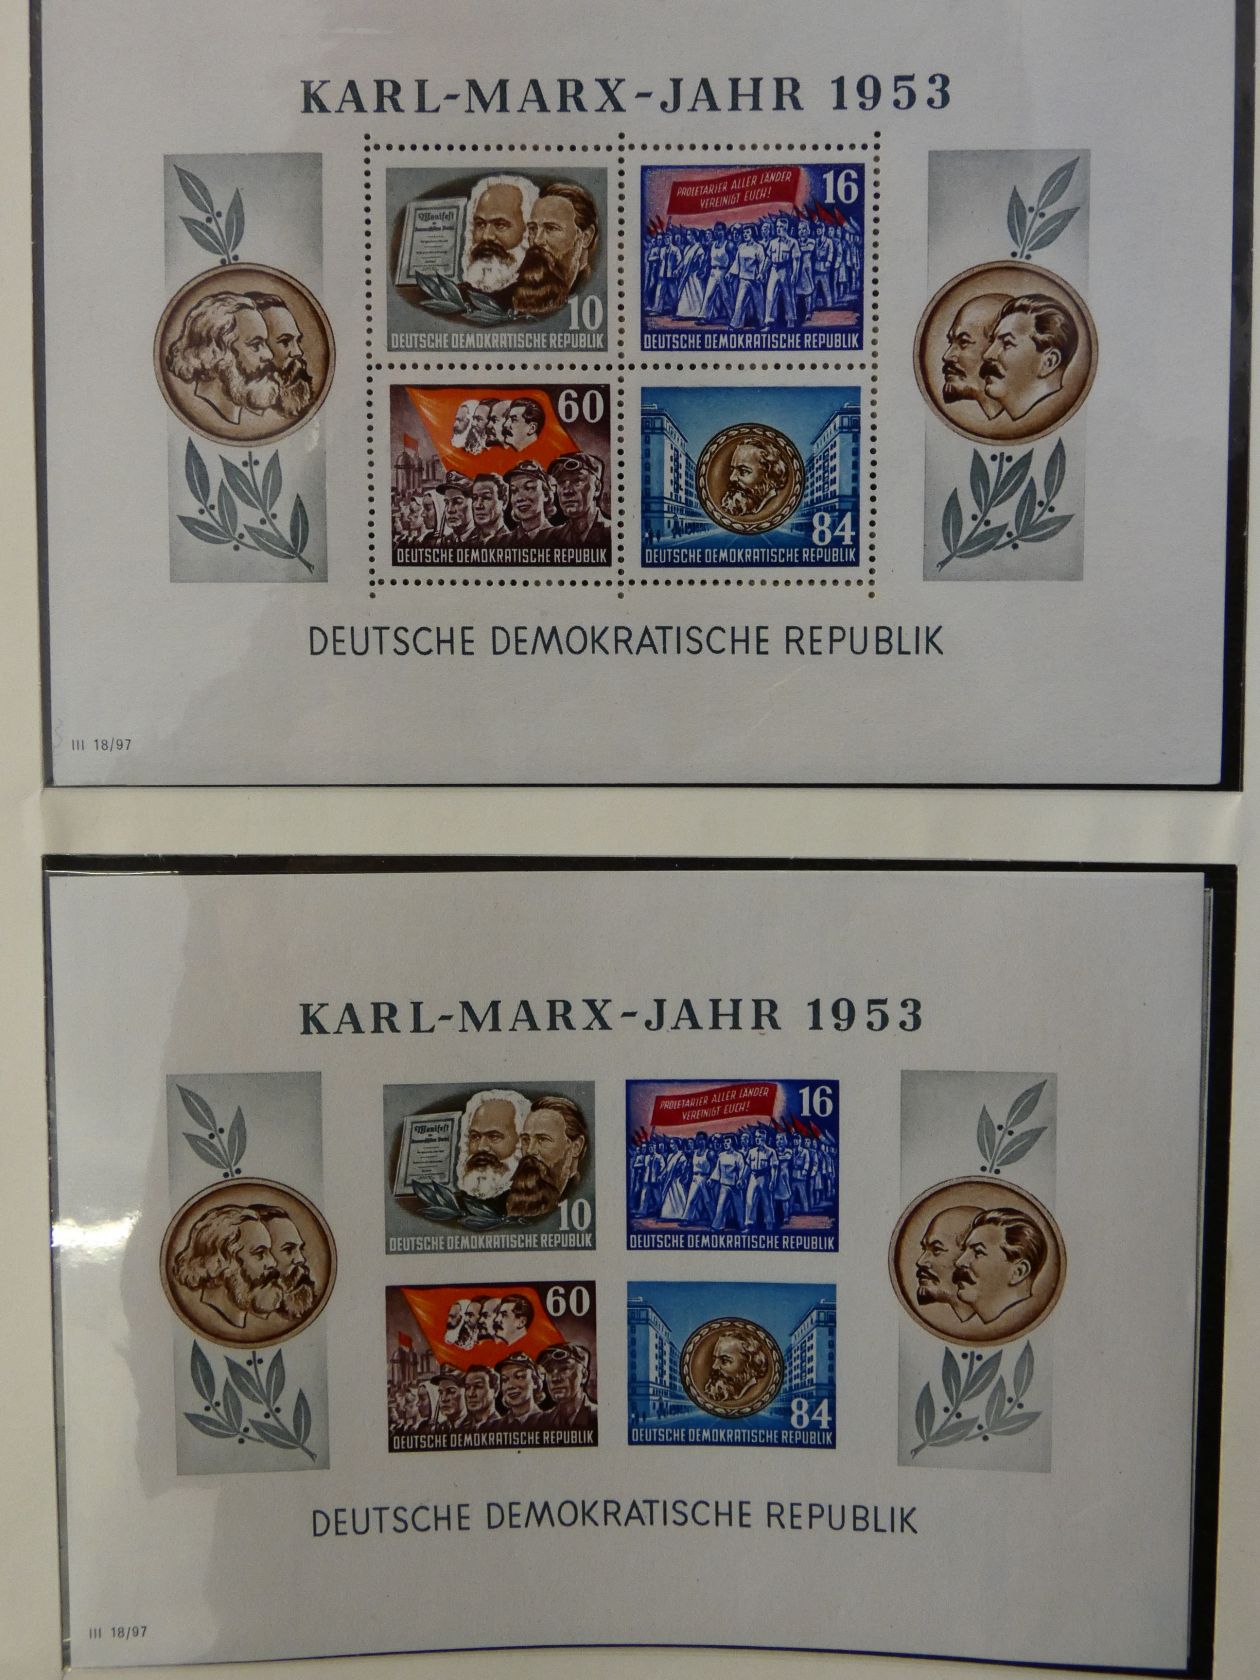 KARL-MARX-JAHR 1953
Manifest
10
DEUTSCHE DEMOKRATISCHE REPUBLIK
PROLETARIER ALLER LÄNDER
VEREINIGT EUCH!
16
DEUTSCHE DEMOKRATISCHE REPUBLIK
60
DEUTSCHE DEMOKRATISCHE REPUBLIK
84
DEUTSCHE DEMOKRATISCHE REPUBLIK
DEUTSCHE DEMOKRATISCHE REPUBLIK
III 18/97
KARL-MARX-JAHR 1953
Manifest
10
DEUTSCHE DEMOKRATISCHE REPUBLIK
PROLETARIER ALLER LÄNDER
VEREINIGT EUCH!
16
DEUTSCHE DEMOKRATISCHE REPUBLIK
60
DEUTSCHE DEMOKRATISCHE REPUBLIK
84
DEUTSCHE DEMOKRATISCHE REPUBLIK
DEUTSCHE DEMOKRATISCHE REPUBLIK
III 18/97